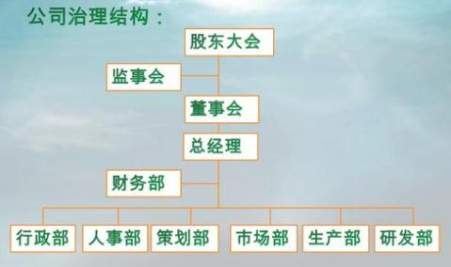 公司治理结构：
股东大会
监事会
董事会
总经理
财务部
行政部
人事部
策划部
市场部
生产部
研发部